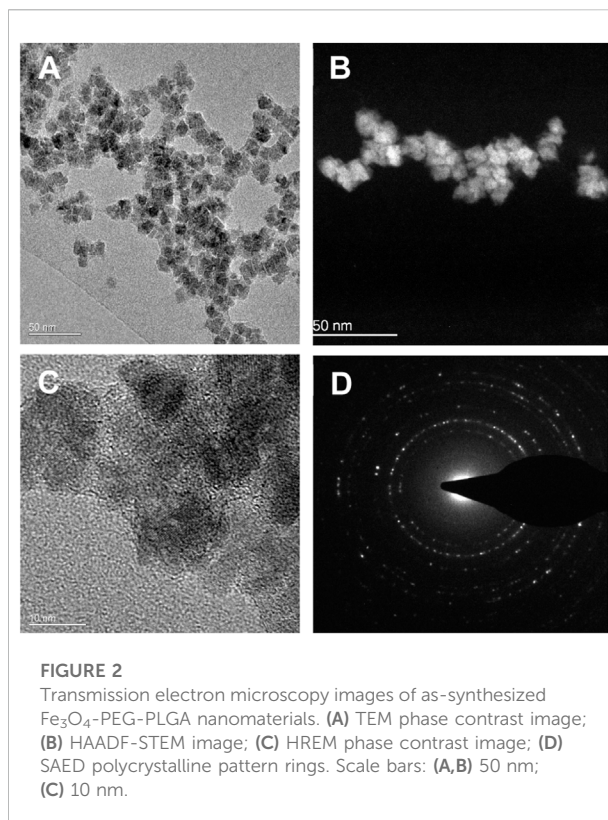 A
B
50 nm
50 nm
C
D
10 nm
FIGURE 2
Transmission electron microscopy images of as-synthesized
Fe₃O₄-PEG-PLGA nanomaterials. (A) TEM phase contrast image;
(B) HAADF-STEM image; (C) HREM phase contrast image; (D)
SAED polycrystalline pattern rings. Scale bars: (A,B) 50 nm;
(C) 10 nm.